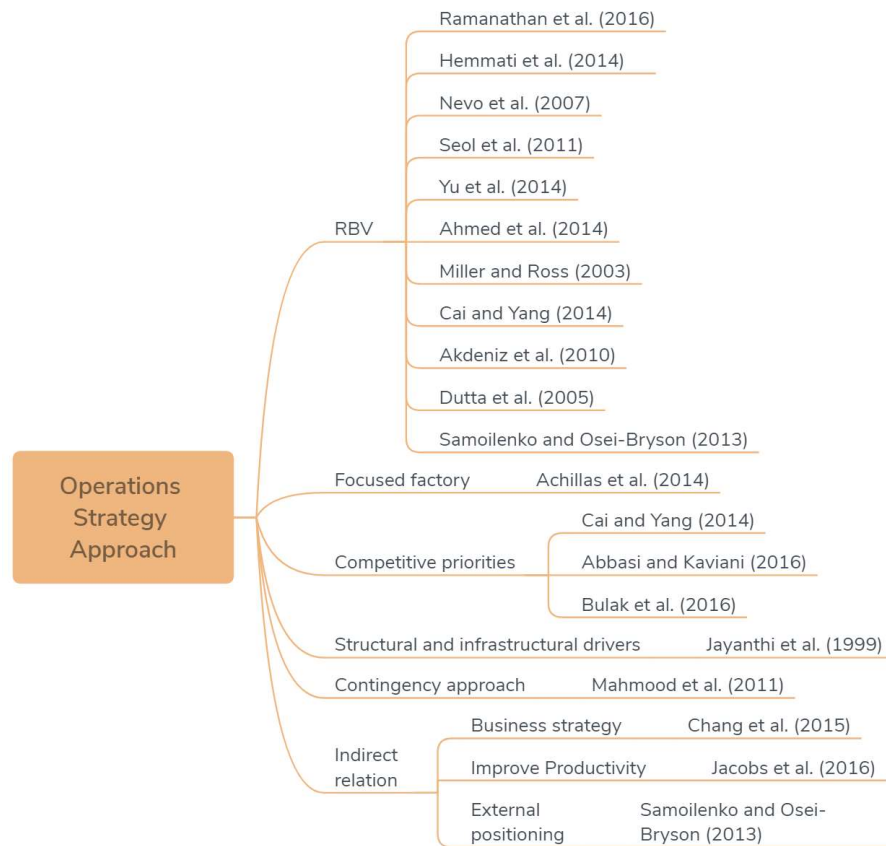 Operations
Strategy
Approach
RBV
Ramanathan et al. (2016)
Hemmati et al. (2014)
Nevo et al. (2007)
Seol et al. (2011)
Yu et al. (2014)
Ahmed et al. (2014)
Miller and Ross (2003)
Cai and Yang (2014)
Akdeniz et al. (2010)
Dutta et al. (2005)
Samoilenko and Osei-Bryson (2013)
Focused factory
Achillas et al. (2014)
Competitive priorities
Cai and Yang (2014)
Abbasi and Kaviani (2016)
Bulak et al. (2016)
Structural and infrastructural drivers
Jayanthi et al. (1999)
Contingency approach
Mahmood et al. (2011)
Indirect
relation
Business strategy
Chang et al. (2015)
Improve Productivity
Jacobs et al. (2016)
External
positioning
Samoilenko and Osei-
Bryson (2013)